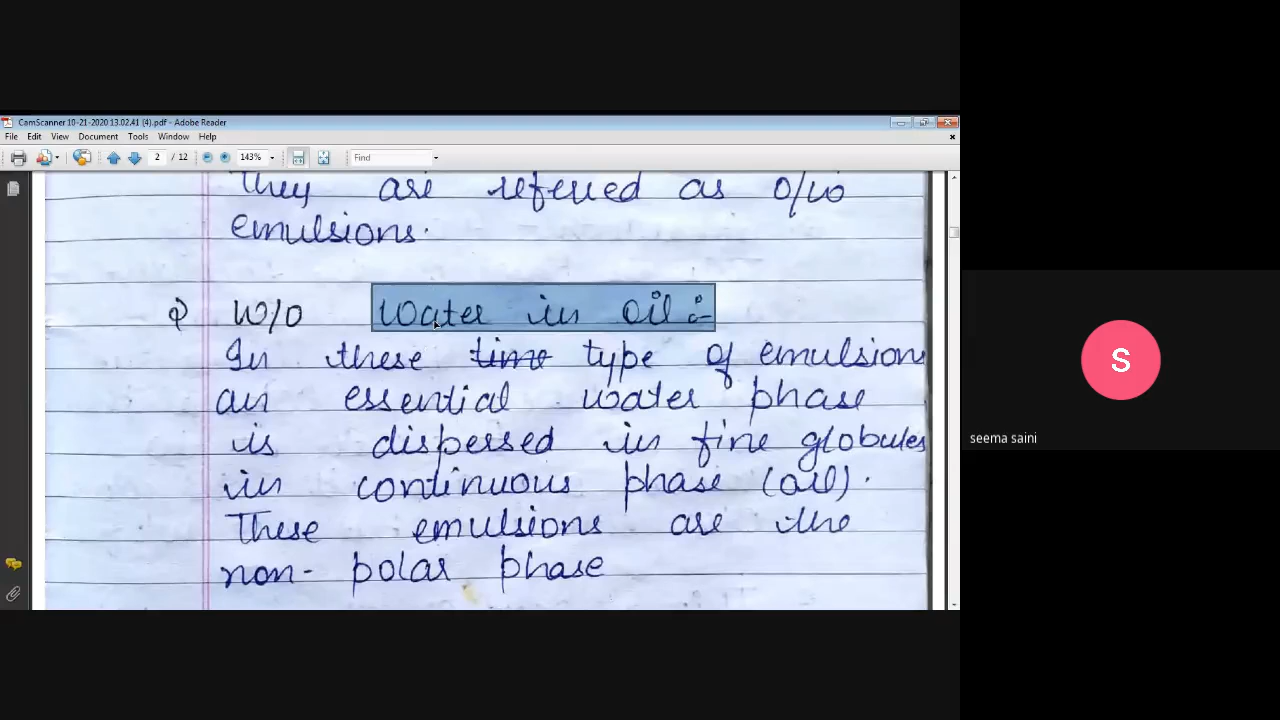 CamScanner 10-21-2020 13.02.41 (4).pdf - Adobe Reader
File Edit View Document Tools Window Help
2 / 12 143% Find
They are referred as o/w
emulsions.
2) W/O Water in oil :-
In these time type of emulsions
an essential water phase
is dispersed in fine globules
in continuous phase (oil).
These emulsions are the
non-polar phase
S
seema saini